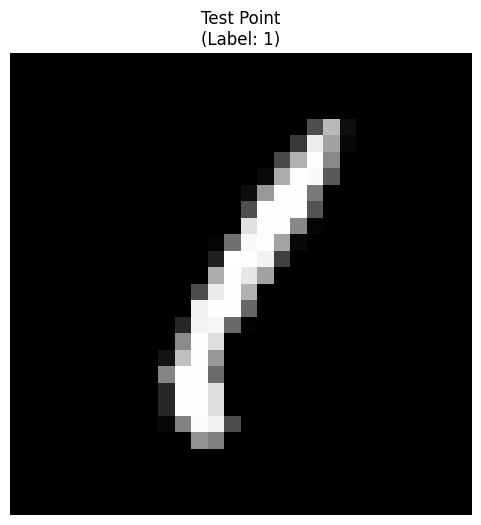 Test Point
(Label: 1)
1